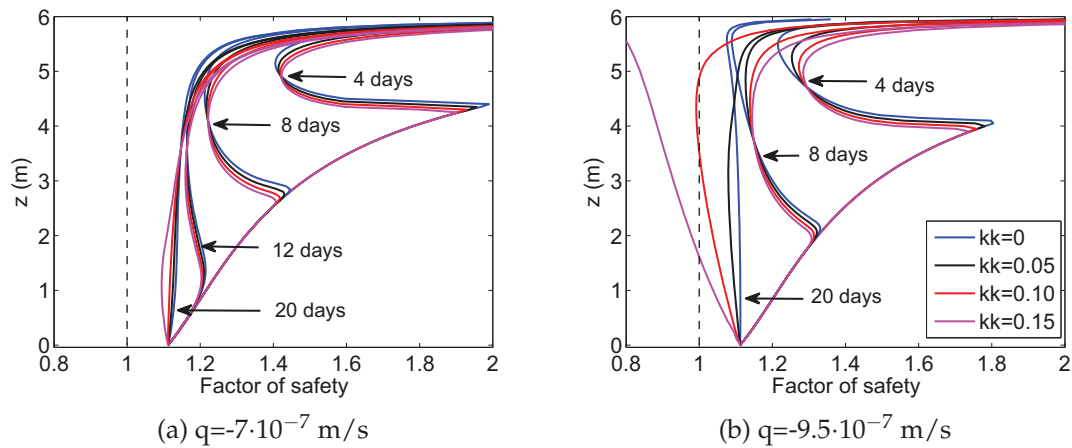 6
5
4
3
2
1
0
z (m)
4 days
8 days
12 days
20 days
0.8 1 1.2 1.4 1.6 1.8 2
Factor of safety
(a) q=-7·10⁻⁷ m/s
6
5
4
3
2
1
0
z (m)
4 days
8 days
20 days
kk=0
kk=0.05
kk=0.10
kk=0.15
0.8 1 1.2 1.4 1.6 1.8 2
Factor of safety
(b) q=-9.5·10⁻⁷ m/s